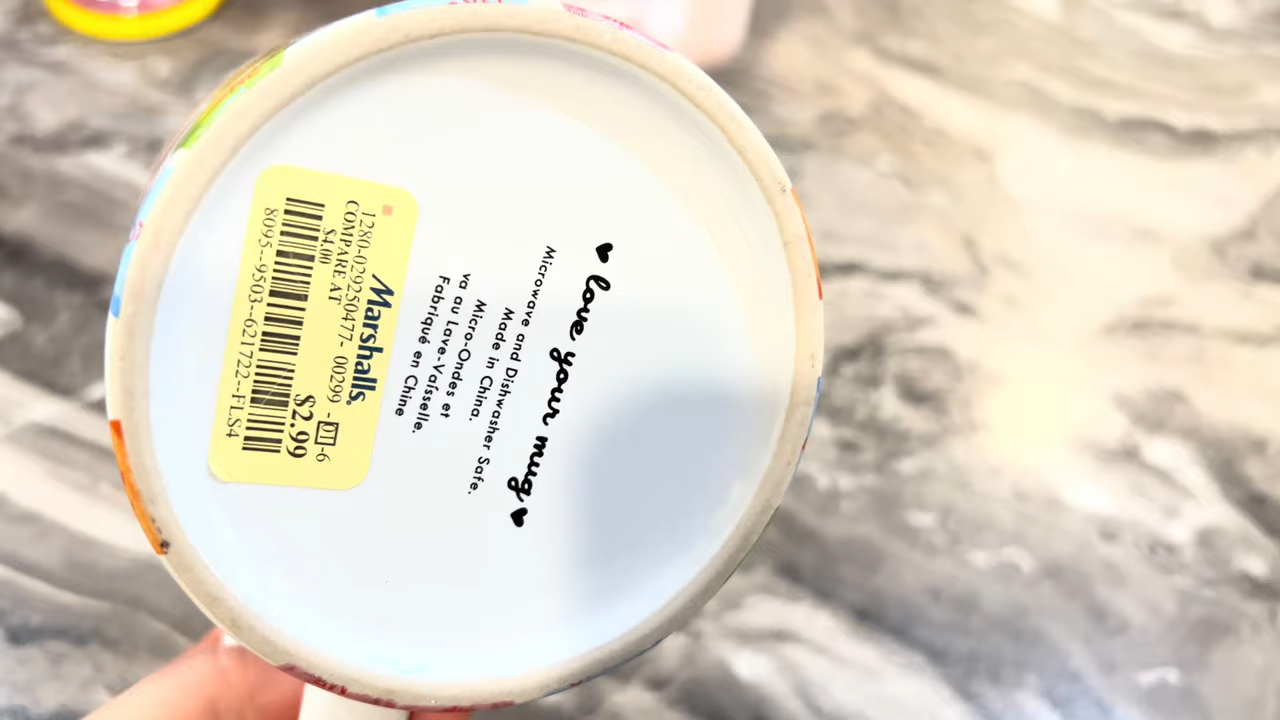 ♥ love your mug ♥
Microwave and Dishwasher Safe.
Made in China.
Micro-Ondes et
va au Lave-Vaisselle.
Fabriqué en Chine
Marshalls.
1280-029250477- 00299 -01-6
COMPARE AT
$4.00
$2.99
8095--9503--621722--FLS4